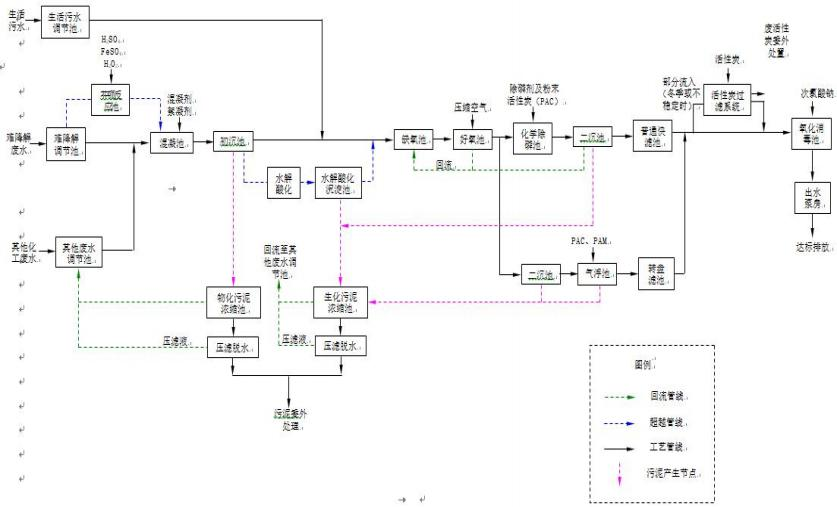 生活
污水
生活污水
调节池
H₂SO₄
FeSO₄
H₂O₂
芬顿反
应池
混凝剂
絮凝剂
难降解
废水
难降解
调节池
混凝池
初沉池
水解
酸化
水解酸化
沉淀池
缺氧池
压缩空气
好氧池
回流
除磷剂及粉末
活性炭（PAC）
化学除
磷池
二沉池
普通快
滤池
部分流入
（冬季或不
稳定时）
活性炭
活性炭过
滤系统
废活性
炭委外
处置
次氯酸钠
氧化消
毒池
出水
泵房
达标排放
其他化
工废水
其他废水
调节池
回流至其
他废水调
节池
PAC、PAM
二沉池
气浮池
转盘
滤池
物化污泥
浓缩池
生化污泥
浓缩池
压滤液
压滤脱水
压滤液
压滤脱水
污泥委外
处理
图例
回流管线
超越管线
工艺管线
污泥产生节点